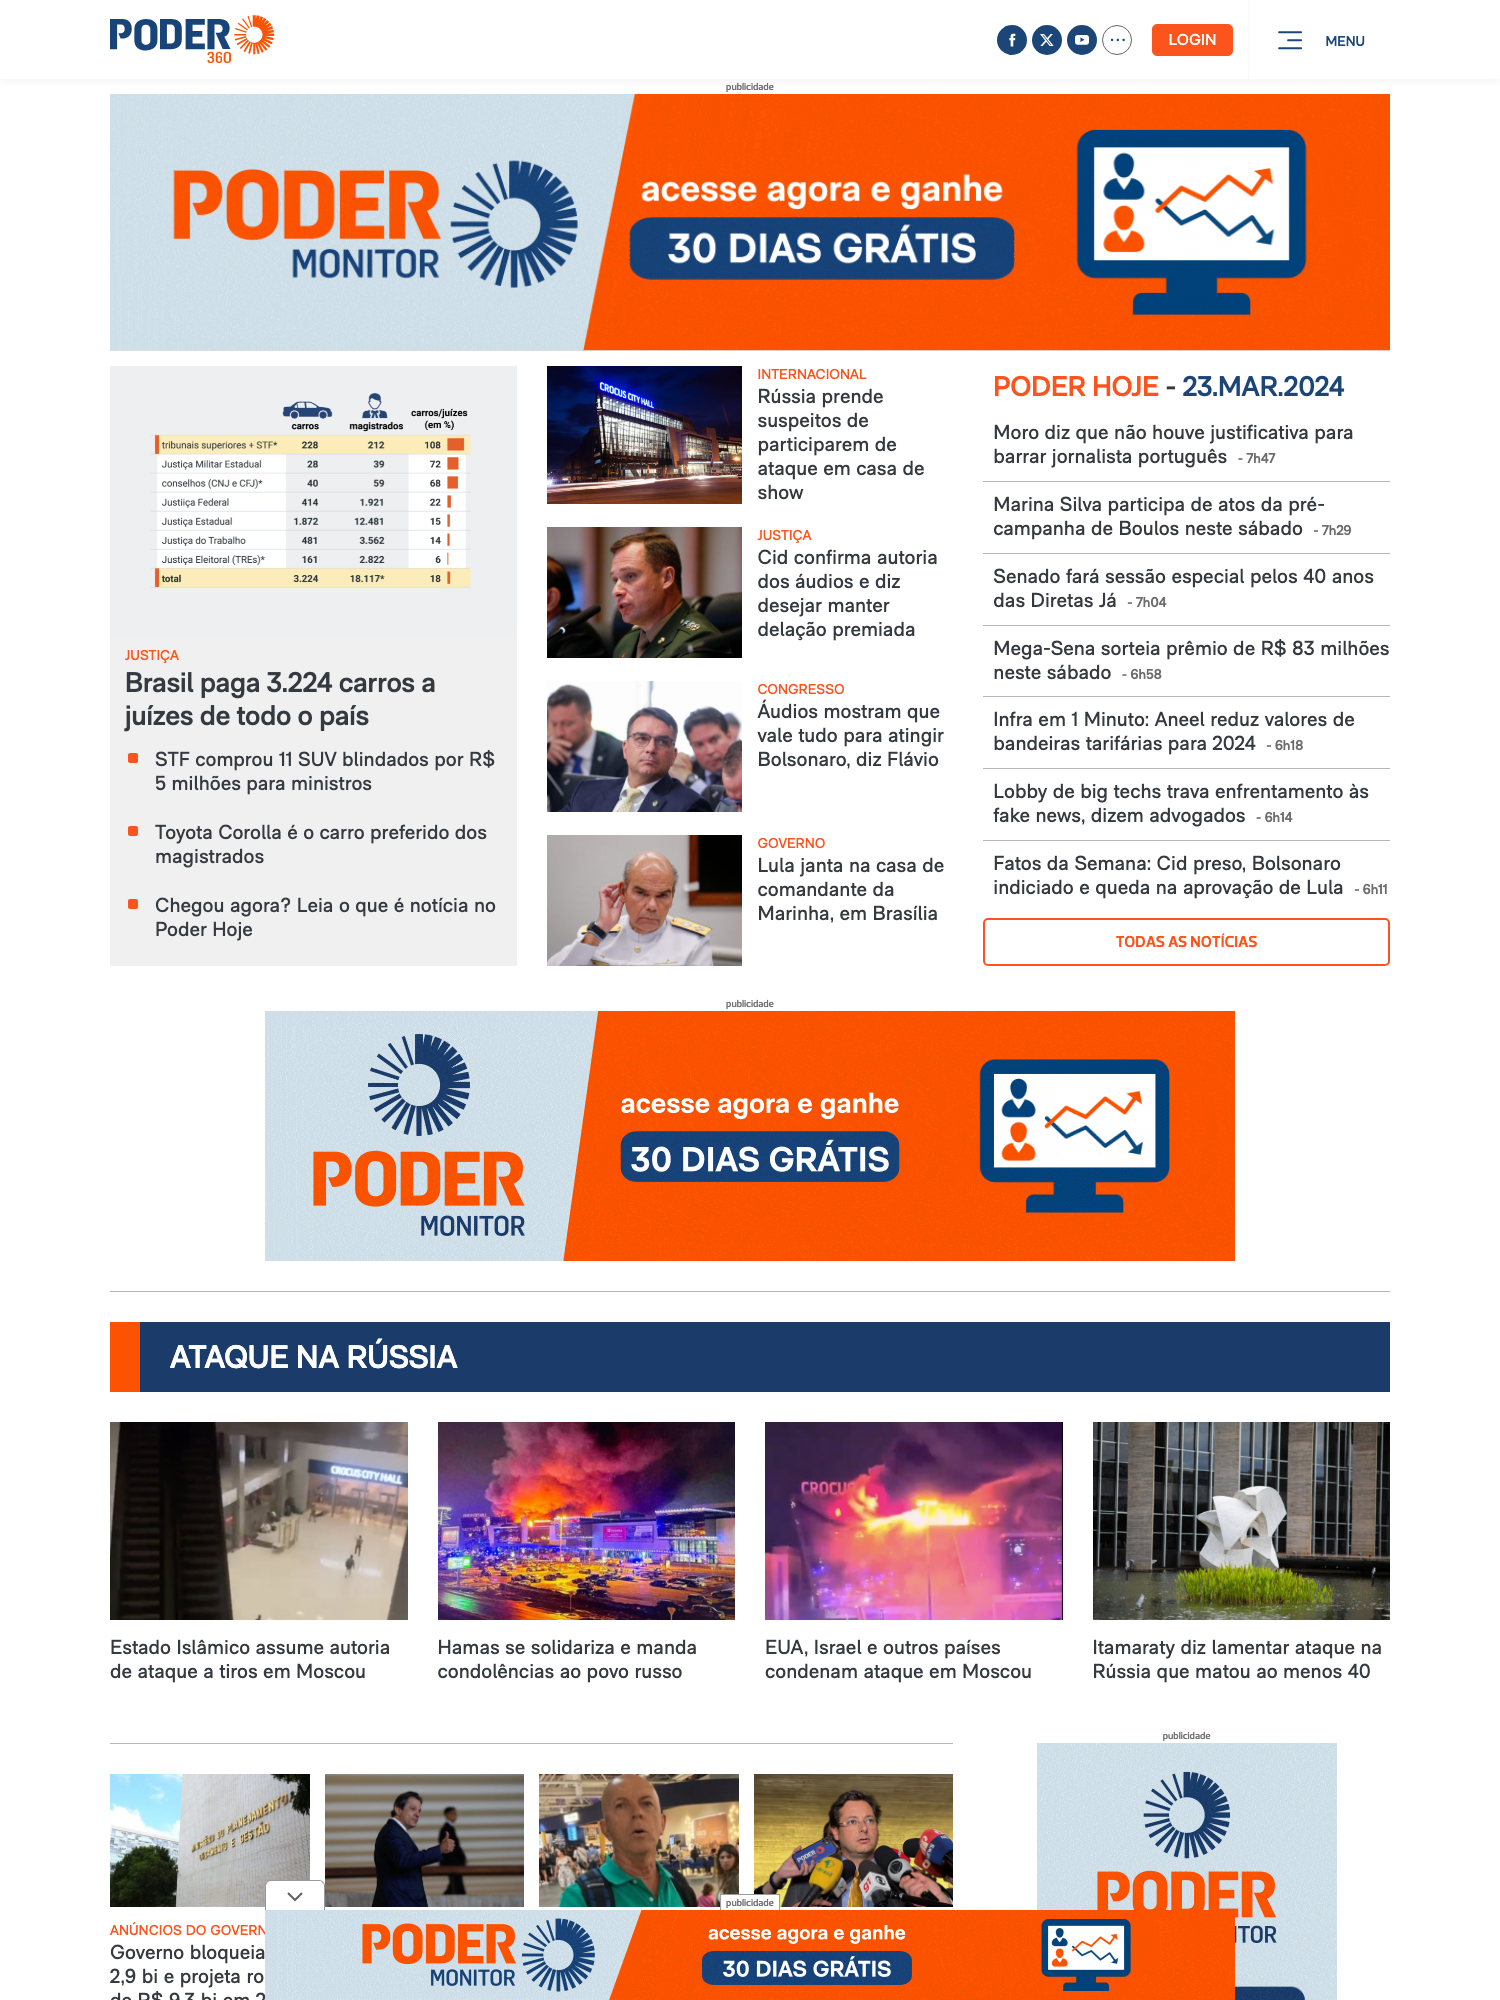 PODER
360
LOGIN
MENU
publicidade
PODER
MONITOR
acesse agora e ganhe
30 DIAS GRÁTIS
carros
magistrados
carros/juízes
(em %)
tribunais superiores + STF* 228 212 108
Justiça Militar Estadual 28 39 72
conselhos (CNJ e CFJ)* 40 59 68
Justiiça Federal 414 1.921 22
Justiça Estadual 1.872 12.481 15
Justiça do Trabalho 481 3.562 14
Justiça Eleitoral (TREs)* 161 2.822 6
total 3.224 18.117* 18
JUSTIÇA
Brasil paga 3.224 carros a
juízes de todo o país
STF comprou 11 SUV blindados por R$
5 milhões para ministros
Toyota Corolla é o carro preferido dos
magistrados
Chegou agora? Leia o que é notícia no
Poder Hoje
CROCUS CITY HALL
INTERNACIONAL
Rússia prende
suspeitos de
participarem de
ataque em casa de
show
JUSTIÇA
Cid confirma autoria
dos áudios e diz
desejar manter
delação premiada
CONGRESSO
Áudios mostram que
vale tudo para atingir
Bolsonaro, diz Flávio
GOVERNO
Lula janta na casa de
comandante da
Marinha, em Brasília
PODER HOJE - 23.MAR.2024
Moro diz que não houve justificativa para
barrar jornalista português - 7h47
Marina Silva participa de atos da pré-
campanha de Boulos neste sábado - 7h29
Senado fará sessão especial pelos 40 anos
das Diretas Já - 7h04
Mega-Sena sorteia prêmio de R$ 83 milhões
neste sábado - 6h58
Infra em 1 Minuto: Aneel reduz valores de
bandeiras tarifárias para 2024 - 6h18
Lobby de big techs trava enfrentamento às
fake news, dizem advogados - 6h14
Fatos da Semana: Cid preso, Bolsonaro
indiciado e queda na aprovação de Lula - 6h11
TODAS AS NOTÍCIAS
publicidade
PODER
MONITOR
acesse agora e ganhe
30 DIAS GRÁTIS
ATAQUE NA RÚSSIA
CROCUS CITY HALL
CROCUS
Estado Islâmico assume autoria
de ataque a tiros em Moscou
Hamas se solidariza e manda
condolências ao povo russo
EUA, Israel e outros países
condenam ataque em Moscou
Itamaraty diz lamentar ataque na
Rússia que matou ao menos 40
publicidade
PODER
ITOR
ANÚNCIOS DO GOVERN
Governo bloqueia
2,9 bi e projeta ro
de R$ 9,3 bi em 2
publicidade
PODER
MONITOR
acesse agora e ganhe
30 DIAS GRÁTIS